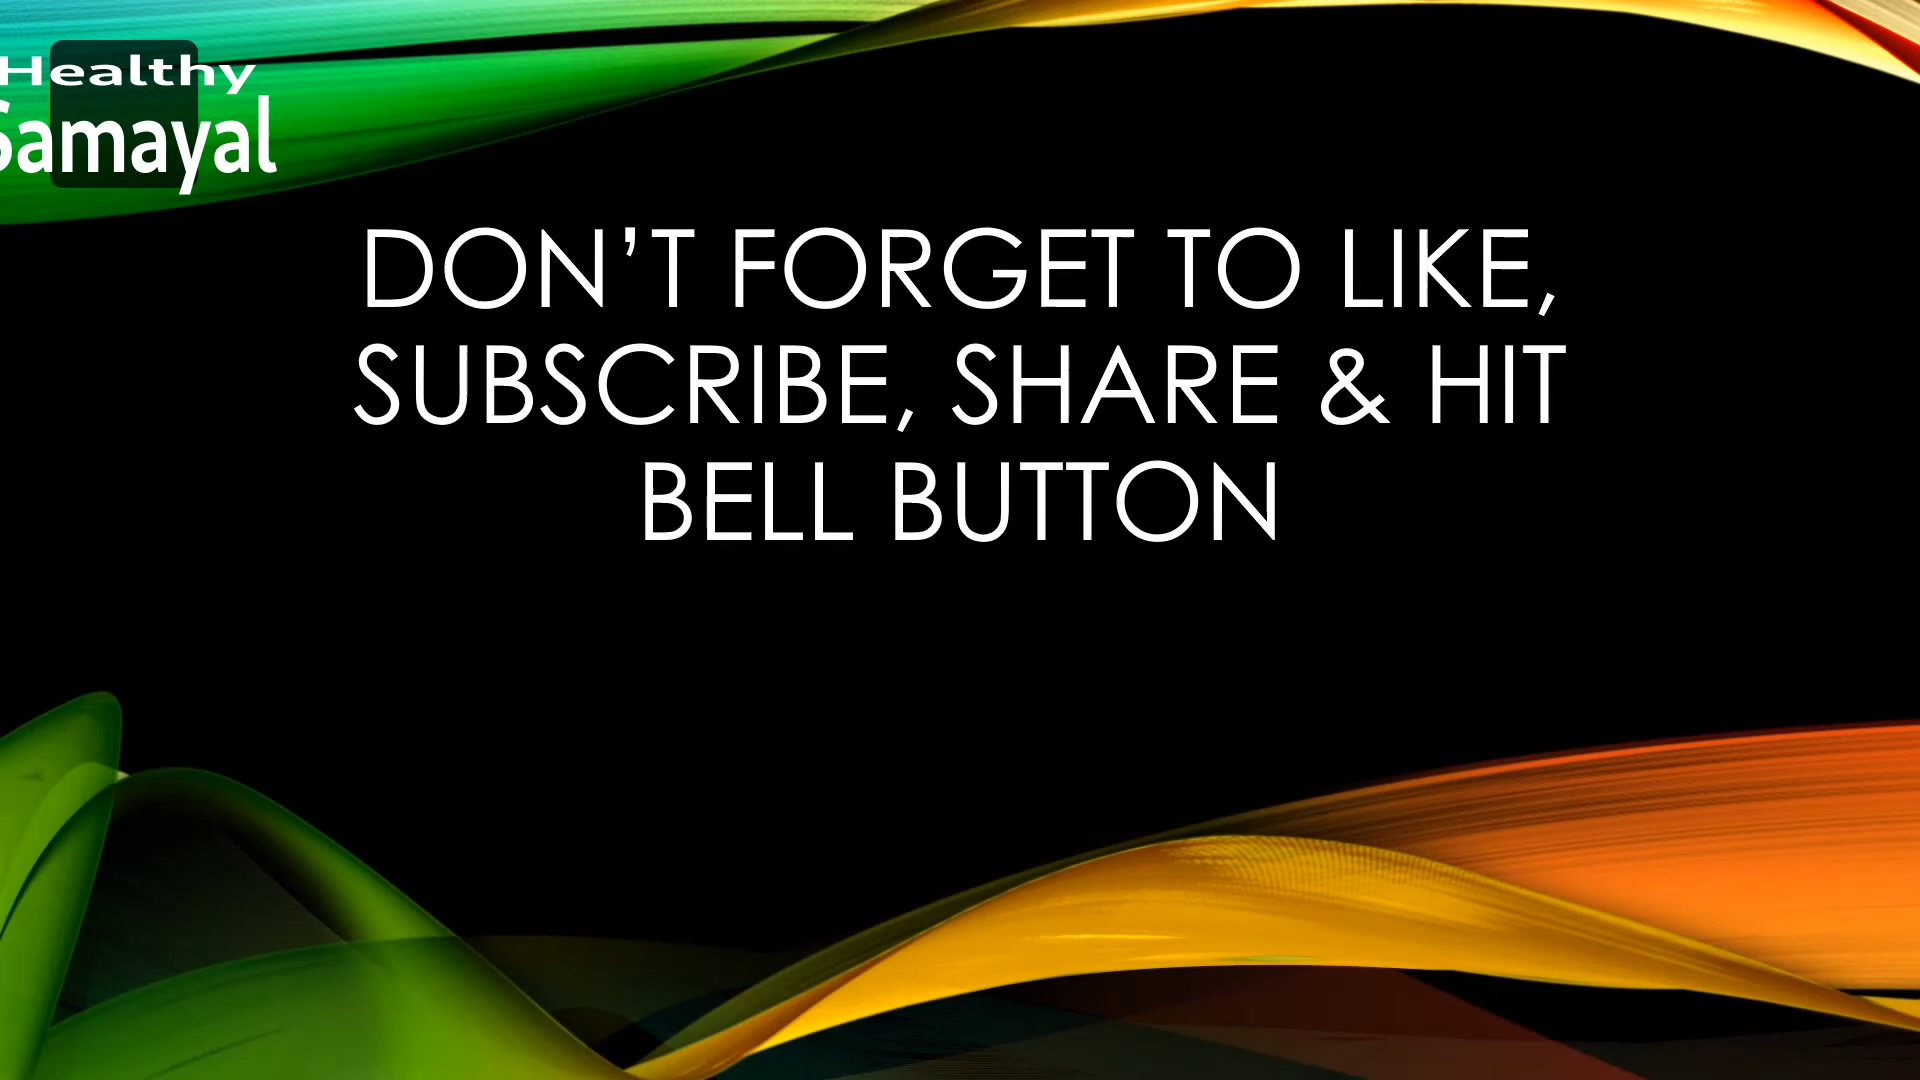 Healthy
Samayal
DON’T FORGET TO LIKE,
SUBSCRIBE, SHARE & HIT
BELL BUTTON